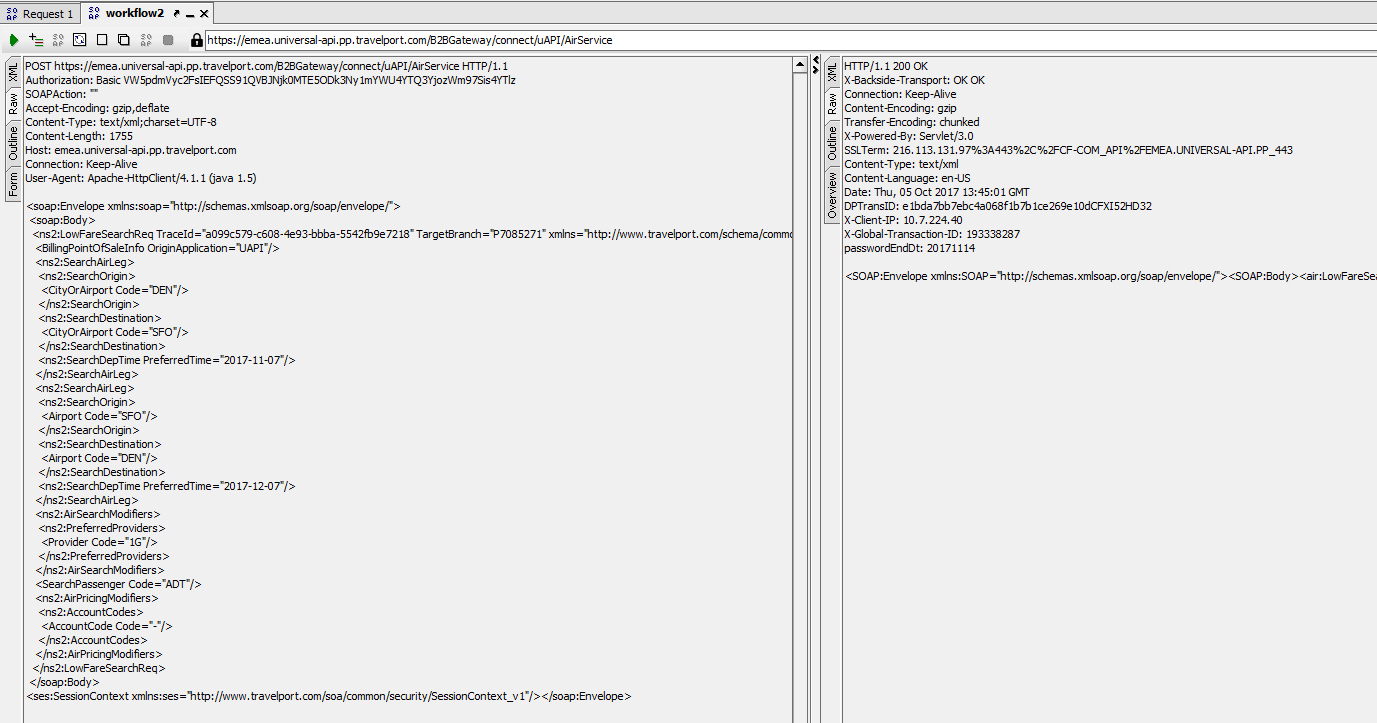 Request 1
workflow2
https://emea.universal-api.pp.travelport.com/B2BGateway/connect/uAPI/AirService
XML
Raw
Outline
Form
POST https://emea.universal-api.pp.travelport.com/B2BGateway/connect/uAPI/AirService HTTP/1.1
Authorization: Basic VW5pdmVyc2FsIEFQSS91QVBJNjk0MTE5ODk3Ny1mYWU4YTQ3YjozWm97Sis4YTlz
SOAPAction: ""
Accept-Encoding: gzip,deflate
Content-Type: text/xml;charset=UTF-8
Content-Length: 1755
Host: emea.universal-api.pp.travelport.com
Connection: Keep-Alive
User-Agent: Apache-HttpClient/4.1.1 (java 1.5)
<soap:Envelope xmlns:soap="http://schemas.xmlsoap.org/soap/envelope/">
<soap:Body>
<ns2:LowFareSearchReq TraceId="a099c579-c608-4e93-bbba-5542fb9e7218" TargetBranch="P7085271" xmlns="http://www.travelport.com/schema/commo
<BillingPointOfSaleInfo OriginApplication="UAPI"/>
<ns2:SearchAirLeg>
<ns2:SearchOrigin>
<CityOrAirport Code="DEN"/>
</ns2:SearchOrigin>
<ns2:SearchDestination>
<CityOrAirport Code="SFO"/>
</ns2:SearchDestination>
<ns2:SearchDepTime PreferredTime="2017-11-07"/>
</ns2:SearchAirLeg>
<ns2:SearchAirLeg>
<ns2:SearchOrigin>
<Airport Code="SFO"/>
</ns2:SearchOrigin>
<ns2:SearchDestination>
<Airport Code="DEN"/>
</ns2:SearchDestination>
<ns2:SearchDepTime PreferredTime="2017-12-07"/>
</ns2:SearchAirLeg>
<ns2:AirSearchModifiers>
<ns2:PreferredProviders>
<Provider Code="1G"/>
</ns2:PreferredProviders>
</ns2:AirSearchModifiers>
<SearchPassenger Code="ADT"/>
<ns2:AirPricingModifiers>
<ns2:AccountCodes>
<AccountCode Code="-"/>
</ns2:AccountCodes>
</ns2:AirPricingModifiers>
</ns2:LowFareSearchReq>
</soap:Body>
<ses:SessionContext xmlns:ses="http://www.travelport.com/soa/common/security/SessionContext_v1"/></soap:Envelope>
XML
Raw
Outline
Overview
HTTP/1.1 200 OK
X-Backside-Transport: OK OK
Connection: Keep-Alive
Content-Encoding: gzip
Transfer-Encoding: chunked
X-Powered-By: Servlet/3.0
SSLTerm: 216.113.131.97%3A443%2C%2FCF-COM_API%2FEMEA.UNIVERSAL-API.PP_443
Content-Type: text/xml
Content-Language: en-US
Date: Thu, 05 Oct 2017 13:45:01 GMT
DPTransID: e1bda7bb7ebc4a068f1b7b1ce269e10dCFXI52HD32
X-Client-IP: 10.7.224.40
X-Global-Transaction-ID: 193338287
passwordEndDt: 20171114
<SOAP:Envelope xmlns:SOAP="http://schemas.xmlsoap.org/soap/envelope/"><SOAP:Body><air:LowFareSea